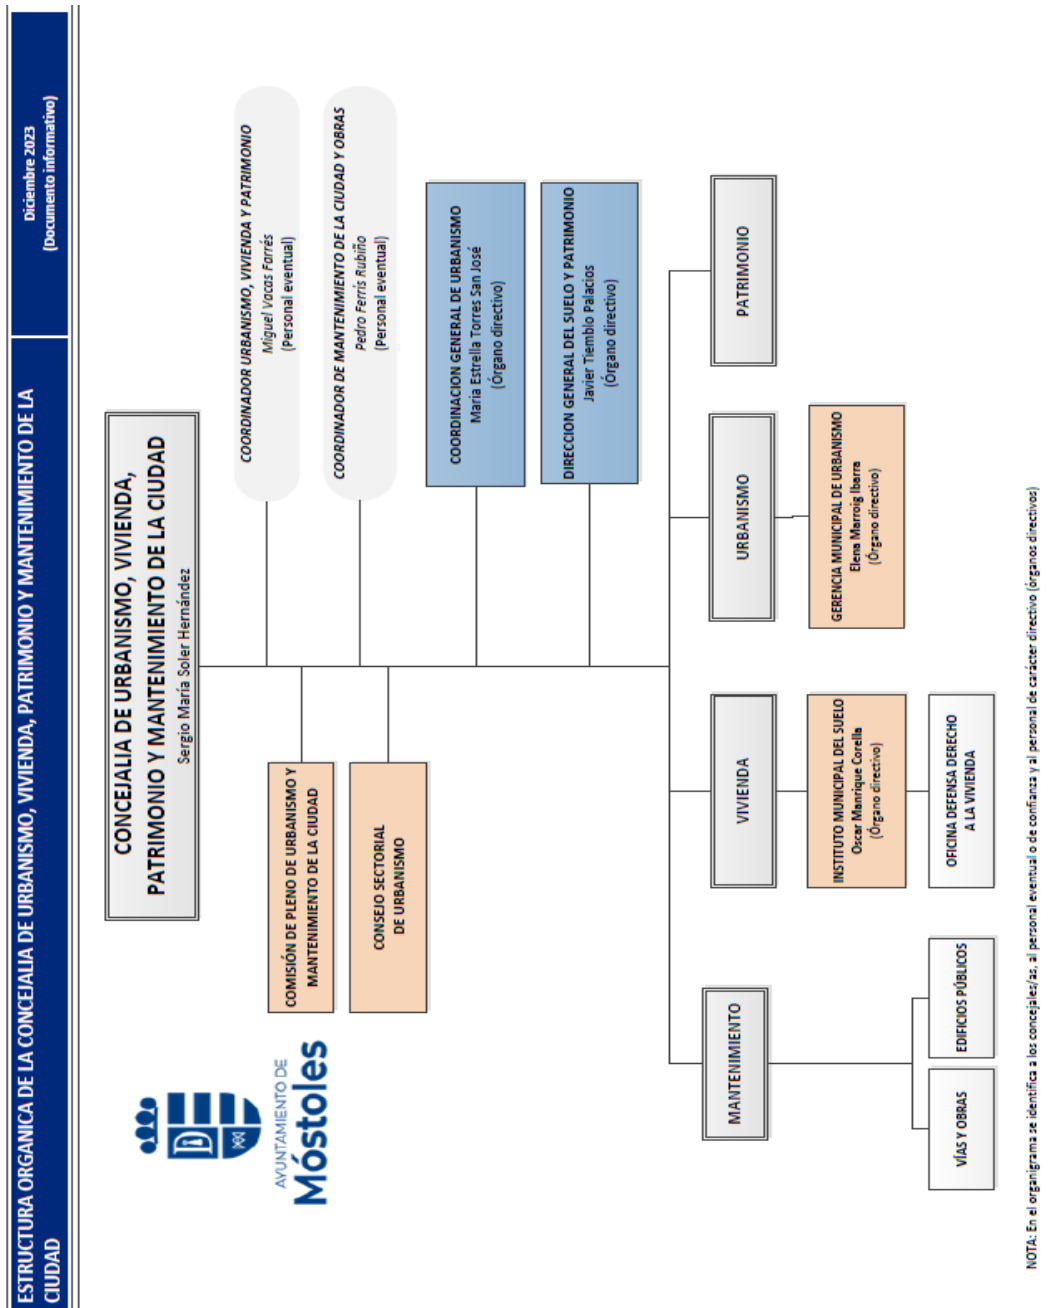 ESTRUCTURA ORGANICA DE LA CONCEJALIA DE URBANISMO, VIVIENDA, PATRIMONIO Y MANTENIMIENTO DE LA
CIUDAD
Diciembre 2023
(Documento informativo)
AYUNTAMIENTO DE
Móstoles
CONCEJALIA DE URBANISMO, VIVIENDA,
PATRIMONIO Y MANTENIMIENTO DE LA CIUDAD
Sergio María Soler Hernández
COORDINADOR URBANISMO, VIVIENDA Y PATRIMONIO
Miguel Vacas Farrés
(Personal eventual)
COMISIÓN DE PLENO DE URBANISMO Y
MANTENIMIENTO DE LA CIUDAD
COORDINADOR DE MANTENIMIENTO DE LA CIUDAD Y OBRAS
Pedro Ferrís Rubiño
(Personal eventual)
CONSEJO SECTORIAL
DE URBANISMO
COORDINACION GENERAL DE URBANISMO
Maria Estrella Torres San José
(Órgano directivo)
DIRECCION GENERAL DEL SUELO Y PATRIMONIO
Javier Tiemblo Palacios
(Órgano directivo)
MANTENIMIENTO
VIVIENDA
URBANISMO
PATRIMONIO
INSTITUTO MUNICIPAL DEL SUELO
Oscar Manrique Corella
(Órgano directivo)
GERENCIA MUNICIPAL DE URBANISMO
Elena Marroig Ibarra
(Órgano directivo)
VÍAS Y OBRAS
EDIFICIOS PÚBLICOS
OFICINA DEFENSA DERECHO
A LA VIVIENDA
NOTA: En el organigrama se identifica a los concejales/as, al personal eventual o de confianza y al personal de carácter directivo (órganos directivos)